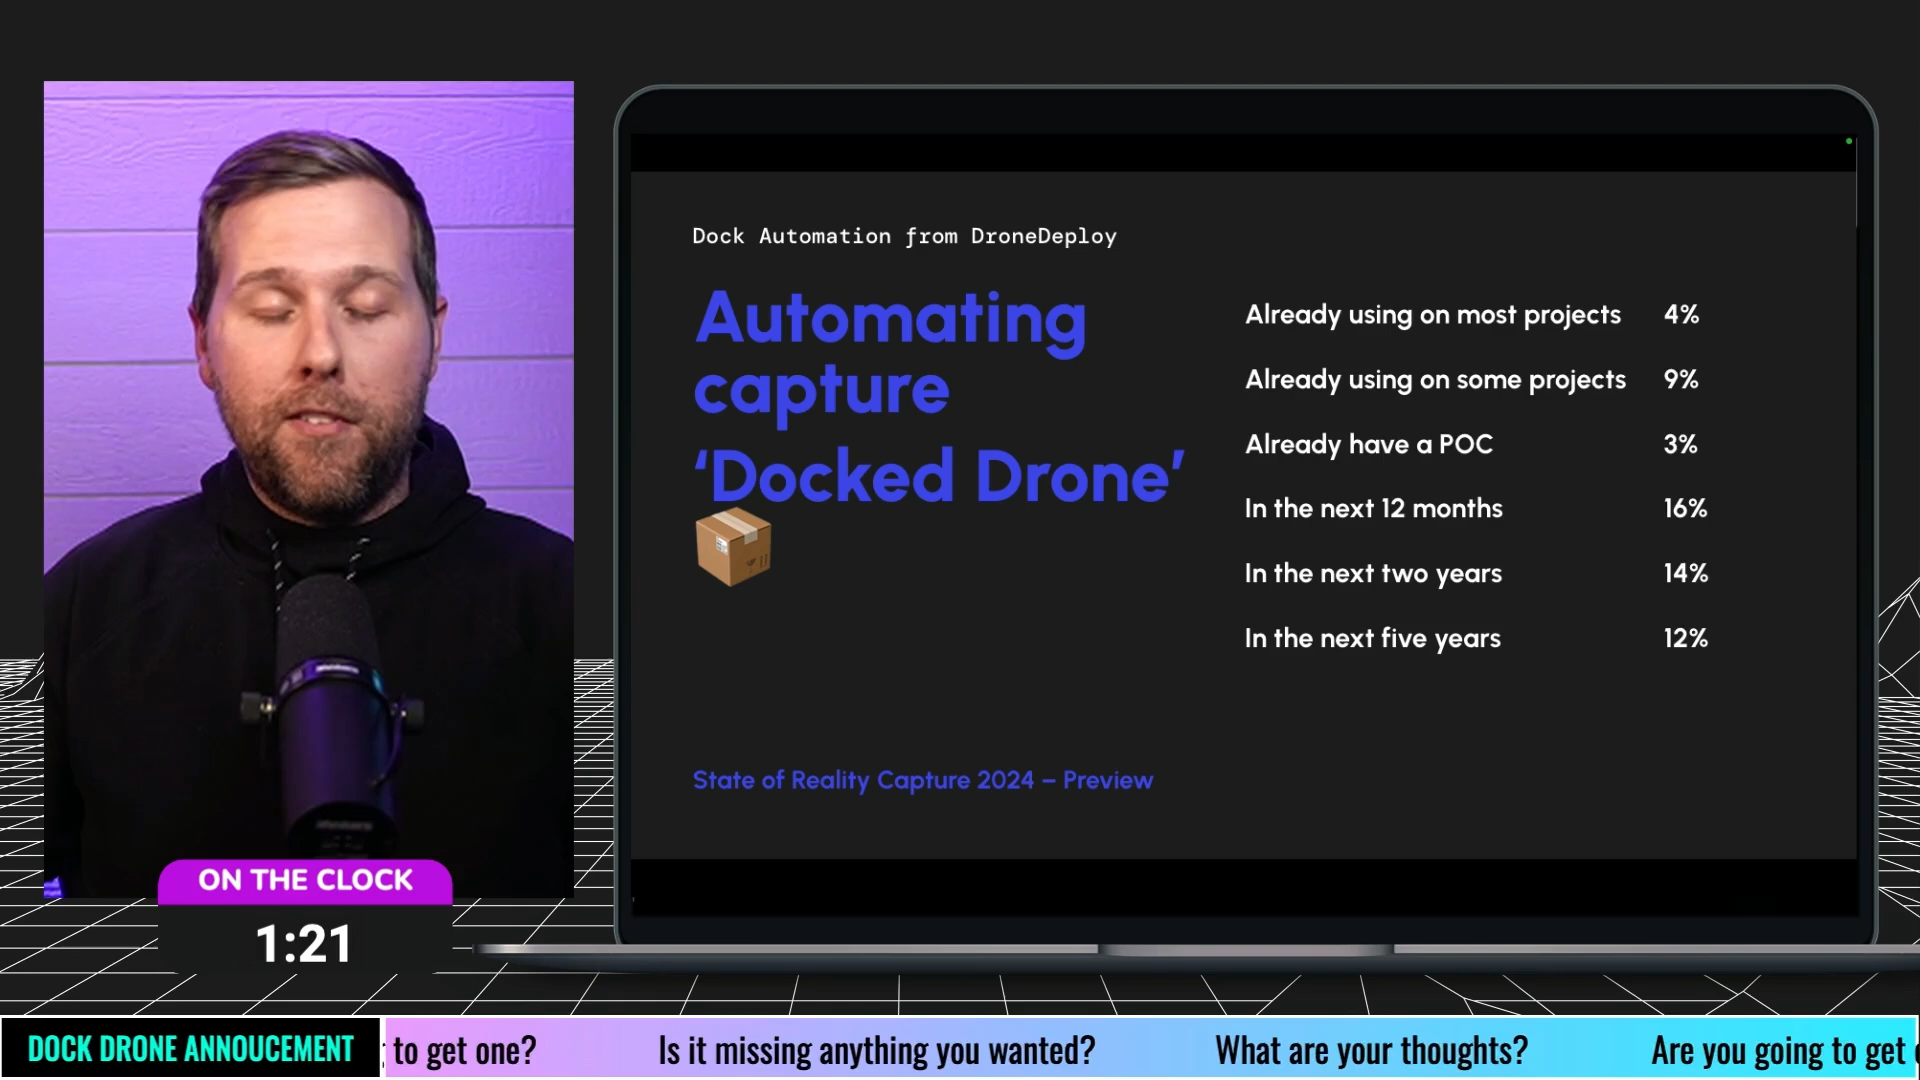 Dock Automation from DroneDeploy
Automating
capture
‘Docked Drone’
Already using on most projects 4%
Already using on some projects 9%
Already have a POC 3%
In the next 12 months 16%
In the next two years 14%
In the next five years 12%
State of Reality Capture 2024 – Preview
ON THE CLOCK
1:21
DOCK DRONE ANNOUCEMENT to get one? Is it missing anything you wanted? What are your thoughts? Are you going to get